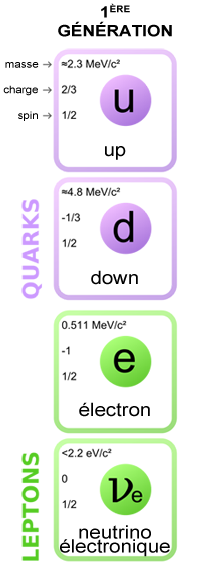 1ÈRE
GÉNÉRATION
masse → ≈2.3 MeV/c²
charge → 2/3
spin → 1/2
u
up
QUARKS
≈4.8 MeV/c²
-1/3
1/2
d
down
0.511 MeV/c²
-1
1/2
e
électron
LEPTONS
<2.2 eV/c²
0
1/2
νe
neutrino
électronique